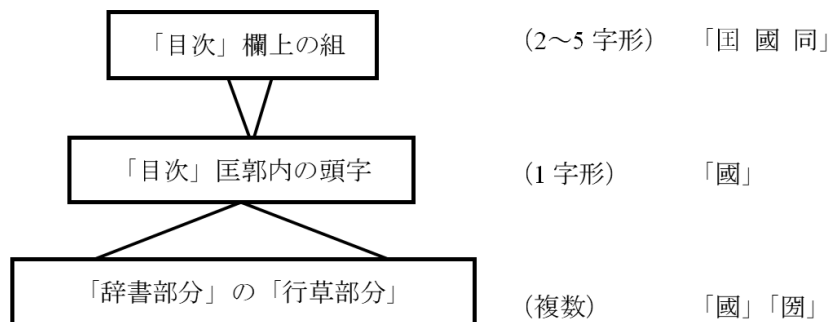 「目次」欄上の組 (2〜5 字形) 「囯 國 同」
「目次」匡郭内の頭字 (1 字形) 「國」
「辞書部分」の「行草部分」 (複数) 「國」「圀」